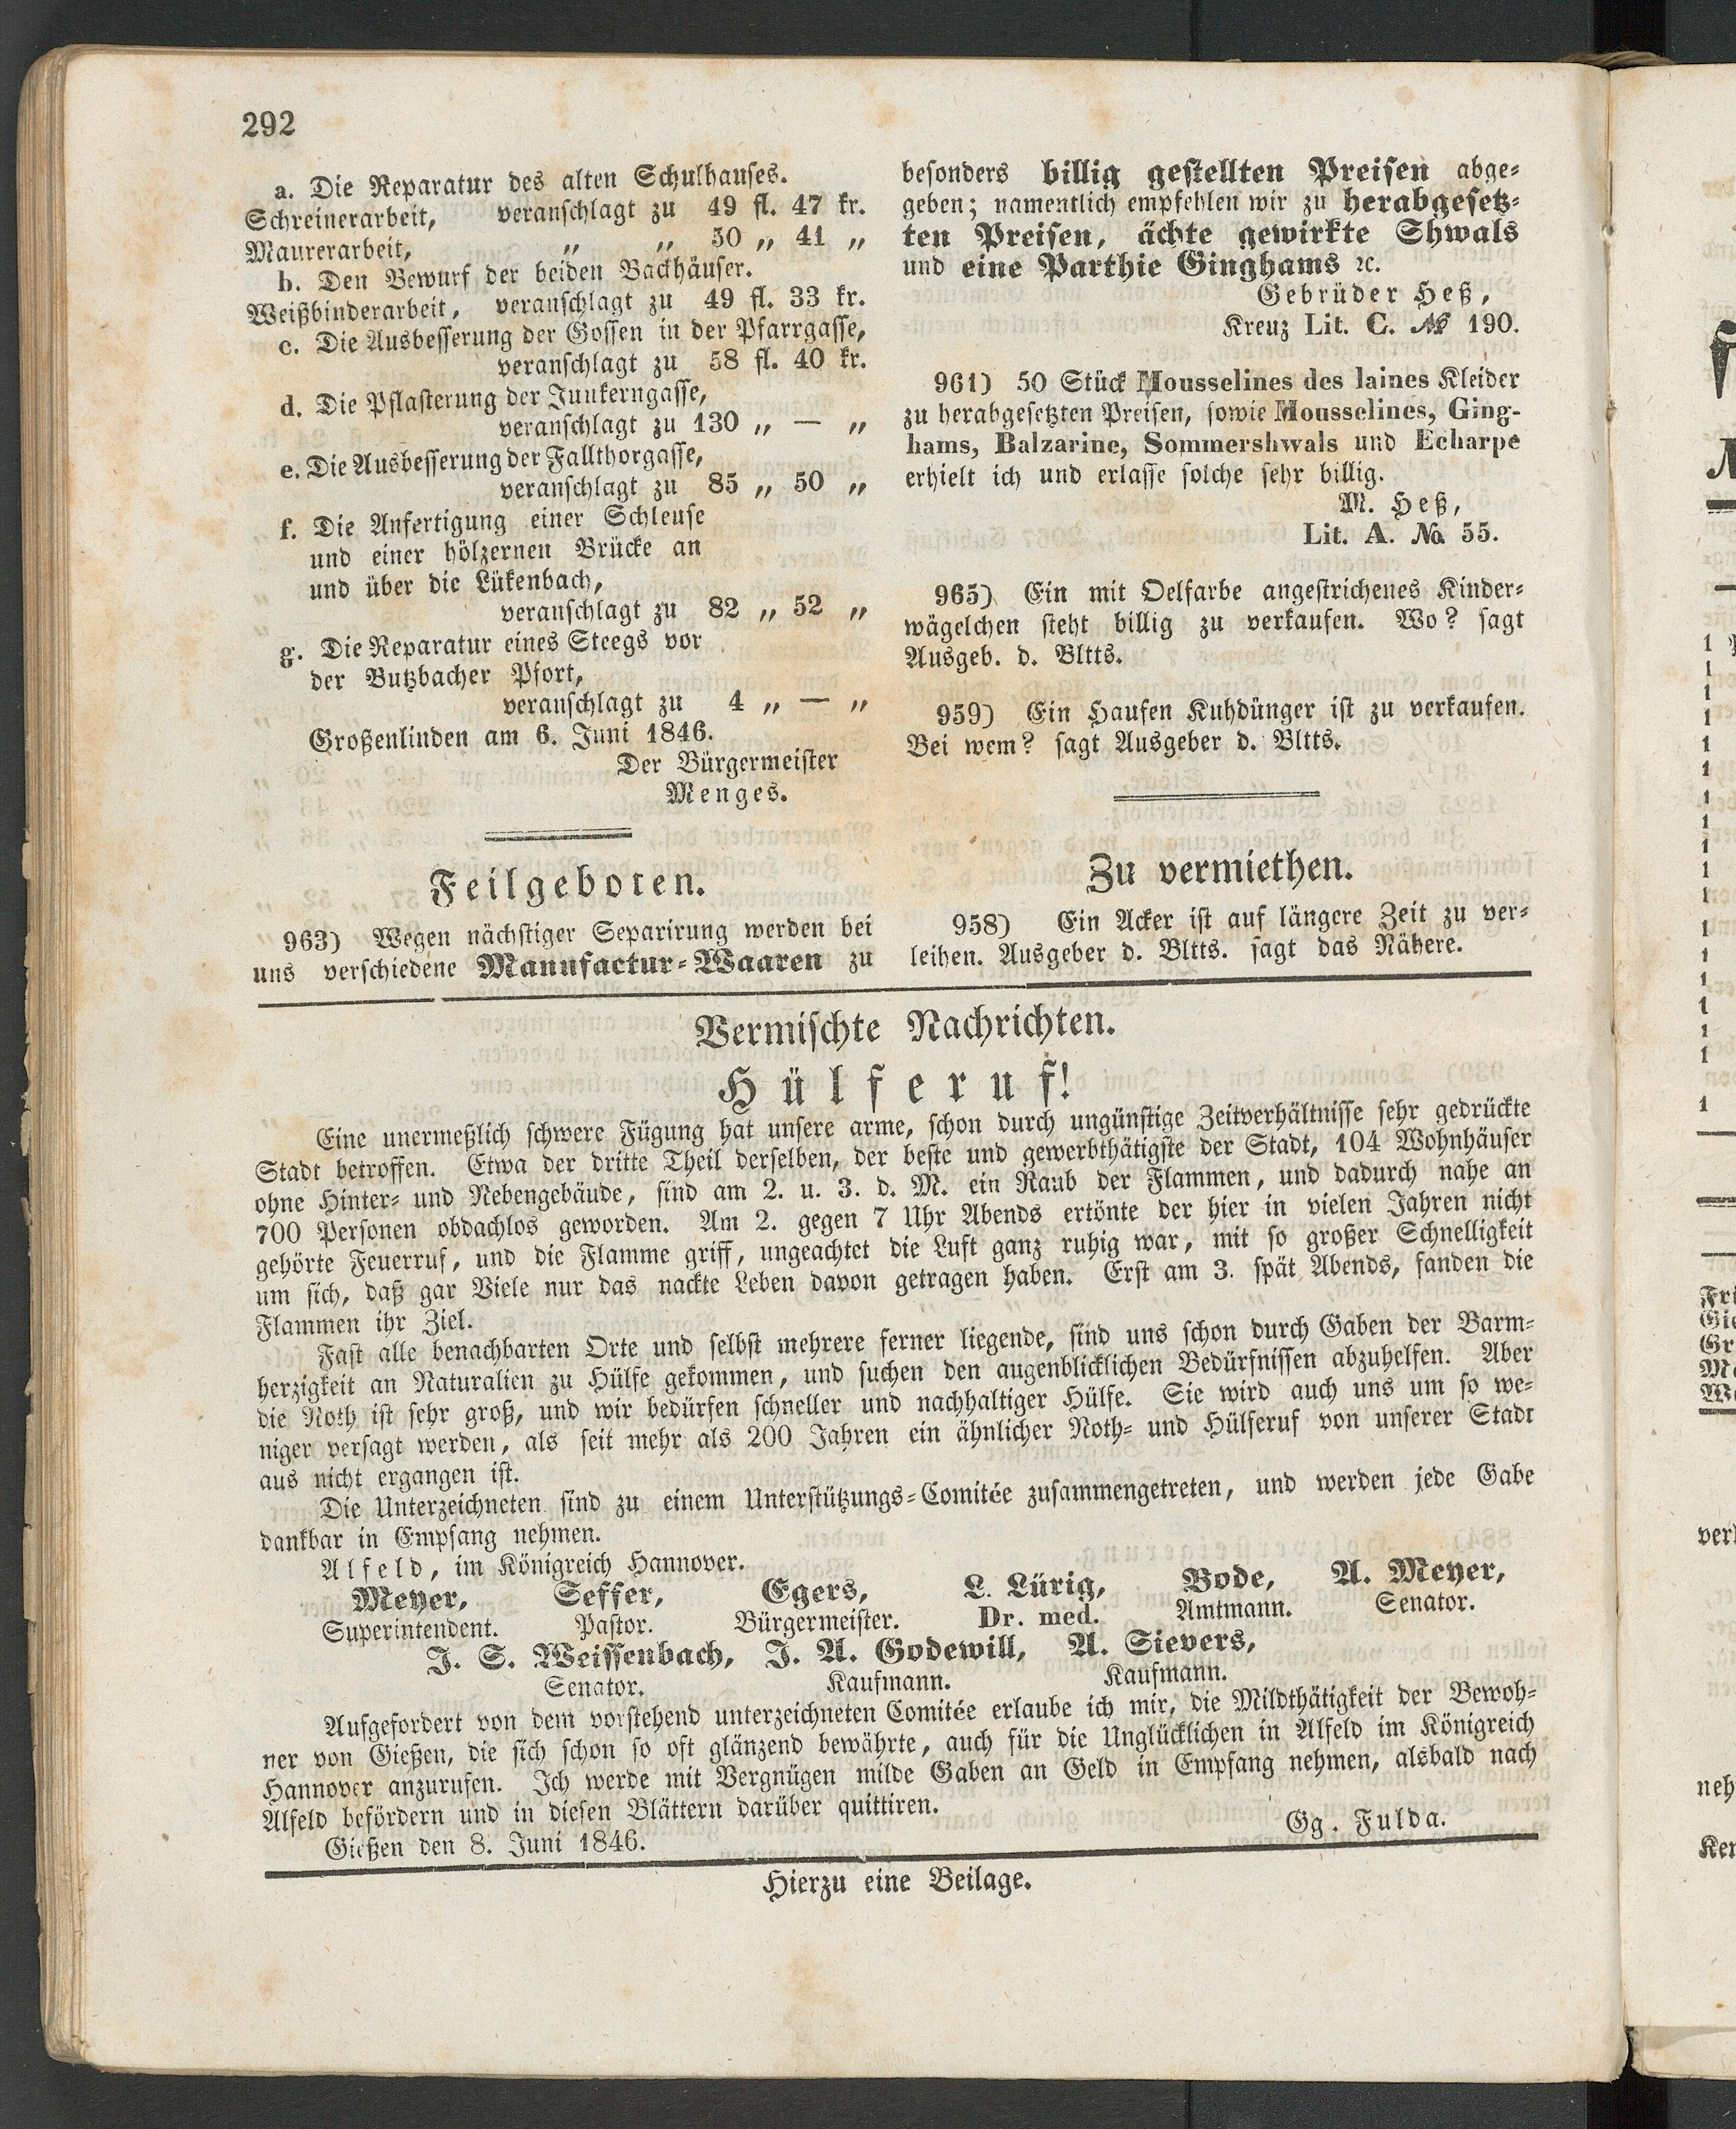 292
a. Die Reparatur des alten Schulhauses.
Schreinerarbeit, veranschlagt zu 49 fl. 47 kr.
Maurerarbeit, „ „ 50 „ 41 „
b. Den Bewurf der beiden Backhäuser.
Weißbinderarbeit, veranschlagt zu 49 fl. 33 kr.
c. Die Ausbesserung der Gossen in der Pfarrgasse,
veranschlagt zu 58 fl. 40 kr.
d. Die Pflasterung der Junkerngasse,
veranschlagt zu 130 „ — „
e. Die Ausbesserung der Fallthorgasse,
veranschlagt zu 85 „ 50 „
f. Die Anfertigung einer Schleuse
und einer hölzernen Brücke an
und über die Lükenbach,
veranschlagt zu 82 „ 52 „
g. Die Reparatur eines Steegs vor
der Butzbacher Pfort,
veranschlagt zu 4 „ — „
Großenlinden am 6. Juni 1846.
Der Bürgermeister
Menges.
Feilgeboten.
963) Wegen nächstiger Separirung werden bei
uns verschiedene Manufactur-Waaren zu
besonders billig gestellten Preisen abge-
geben; namentlich empfehlen wir zu herabgesetz-
ten Preisen, ächte gewirkte Shwals
und eine Parthie Ginghams ꝛc.
Gebrüder Heß,
Kreuz Lit. C. № 190.
961) 50 Stück Mousselines des laines Kleider
zu herabgesetzten Preisen, sowie Mousselines, Ging-
hams, Balzarine, Sommershwals und Echarpe
erhielt ich und erlasse solche sehr billig.
M. Heß,
Lit. A. № 55.
965) Ein mit Oelfarbe angestrichenes Kinder-
wägelchen steht billig zu verkaufen. Wo? sagt
Ausgeb. d. Bltts.
959) Ein Haufen Kuhdünger ist zu verkaufen.
Bei wem? sagt Ausgeber d. Bltts.
Zu vermiethen.
958) Ein Acker ist auf längere Zeit zu ver-
leihen. Ausgeber d. Bltts. sagt das Nähere.
Vermischte Nachrichten.
Hülferuf!
Eine unermeßlich schwere Fügung hat unsere arme, schon durch ungünstige Zeitverhältnisse sehr gedrückte
Stadt betroffen. Etwa der dritte Theil derselben, der beste und gewerbthätigste der Stadt, 104 Wohnhäuser
ohne Hinter- und Nebengebäude, sind am 2. u. 3. d. M. ein Raub der Flammen, und dadurch nahe an
700 Personen obdachlos geworden. Am 2. gegen 7 Uhr Abends ertönte der hier in vielen Jahren nicht
gehörte Feuerruf, und die Flamme griff, ungeachtet die Luft ganz ruhig war, mit so großer Schnelligkeit
um sich, daß gar Viele nur das nackte Leben davon getragen haben. Erst am 3. spät Abends, fanden die
Flammen ihr Ziel.
Fast alle benachbarten Orte und selbst mehrere ferner liegende, sind uns schon durch Gaben der Barm-
herzigkeit an Naturalien zu Hülfe gekommen, und suchen den augenblicklichen Bedürfnissen abzuhelfen. Aber
die Noth ist sehr groß, und wir bedürfen schneller und nachhaltiger Hülfe. Sie wird auch uns um so we-
niger versagt werden, als seit mehr als 200 Jahren ein ähnlicher Noth- und Hülferuf von unserer Stadt
aus nicht ergangen ist.
Die Unterzeichneten sind zu einem Unterstützungs-Comitée zusammengetreten, und werden jede Gabe
dankbar in Empfang nehmen.
Alfeld, im Königreich Hannover.
Meyer, Seffer, Egers, L. Lürig, Bode, A. Meyer,
Superintendent. Pastor. Bürgermeister. Dr. med. Amtmann. Senator.
J. S. Weissenbach, J. A. Godewill, A. Sievers,
Senator. Kaufmann. Kaufmann.
Aufgefordert von dem vorstehend unterzeichneten Comitée erlaube ich mir, die Mildthätigkeit der Bewoh-
ner von Gießen, die sich schon so oft glänzend bewährte, auch für die Unglücklichen in Alfeld im Königreich
Hannover anzurufen. Ich werde mit Vergnügen milde Gaben an Geld in Empfang nehmen, alsbald nach
Alfeld befördern und in diesen Blättern darüber quittiren.
Gießen den 8. Juni 1846.
Gg. Fulda.
Hierzu eine Beilage.